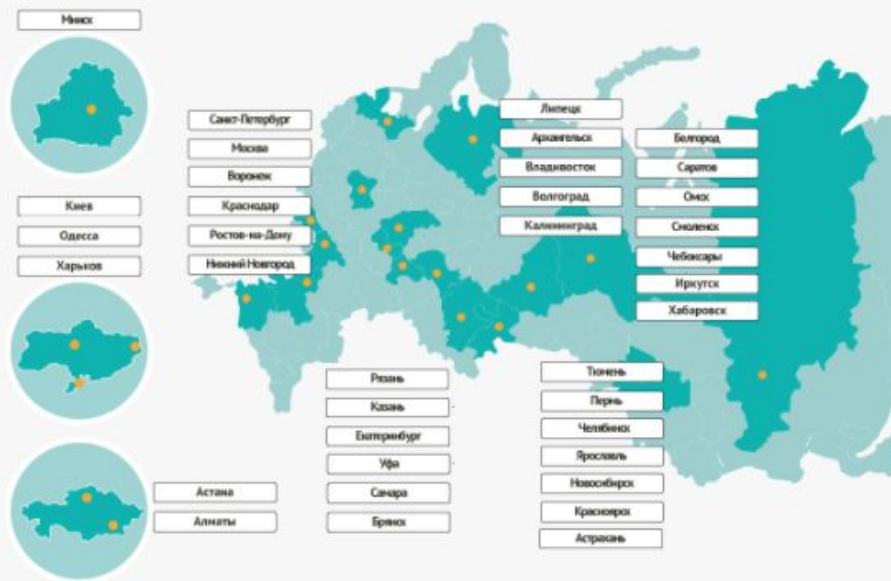 Минск
Киев
Одесса
Харьков
Санкт-Петербург
Москва
Воронеж
Краснодар
Ростов-на-Дону
Нижний Новгород
Липецк
Архангельск
Владивосток
Волгоград
Калининград
Белгород
Саратов
Омск
Смоленск
Чебоксары
Иркутск
Хабаровск
Рязань
Казань
Екатеринбург
Уфа
Самара
Брянск
Тюмень
Пермь
Челябинск
Ярославль
Новосибирск
Красноярск
Астрахань
Астана
Алматы